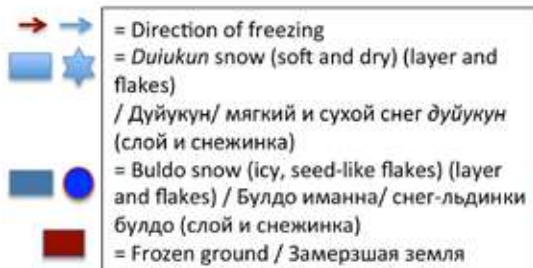 = Direction of freezing
= Duiukun snow (soft and dry) (layer and
flakes)
/ Дуйукун/ мягкий и сухой снег дуйукун
(слой и снежинка)
= Buldo snow (icy, seed-like flakes) (layer
and flakes) / Булдо иманна/ снег-льдинки
булдо (слой и снежинка)
= Frozen ground / Замерзшая земля